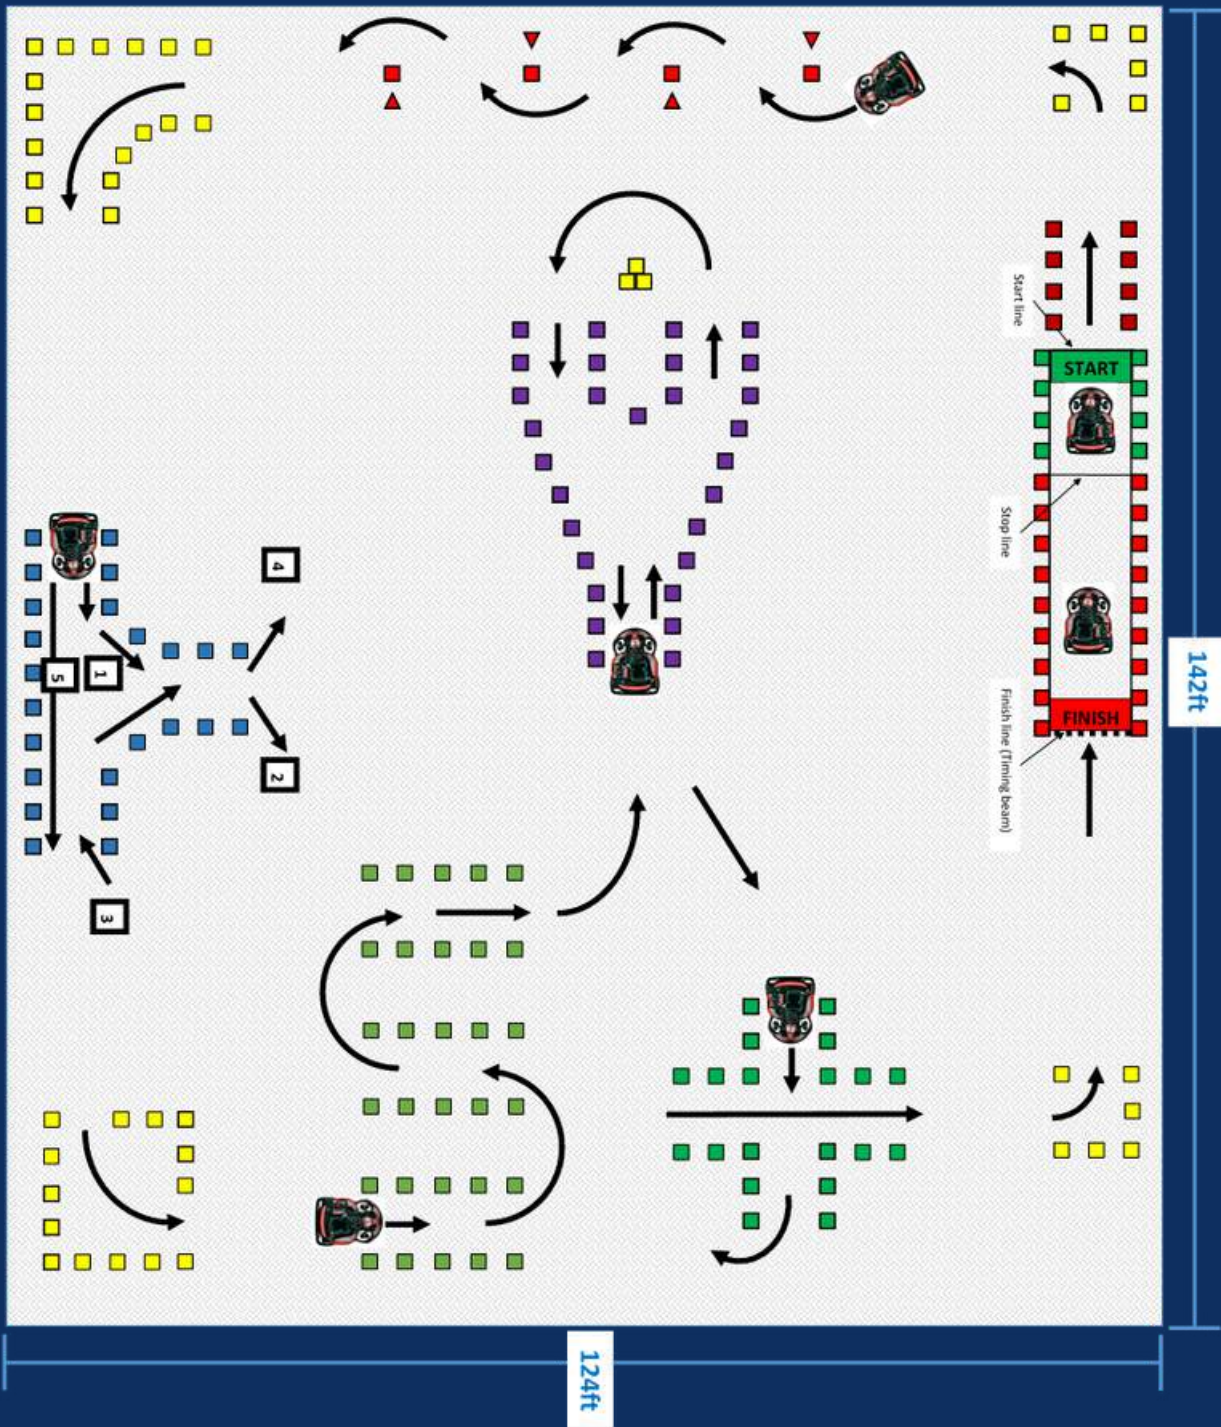 START
Start line
Stop line
142ft
Finish line (Timing beam)
FINISH
4
5
1
2
3
124ft